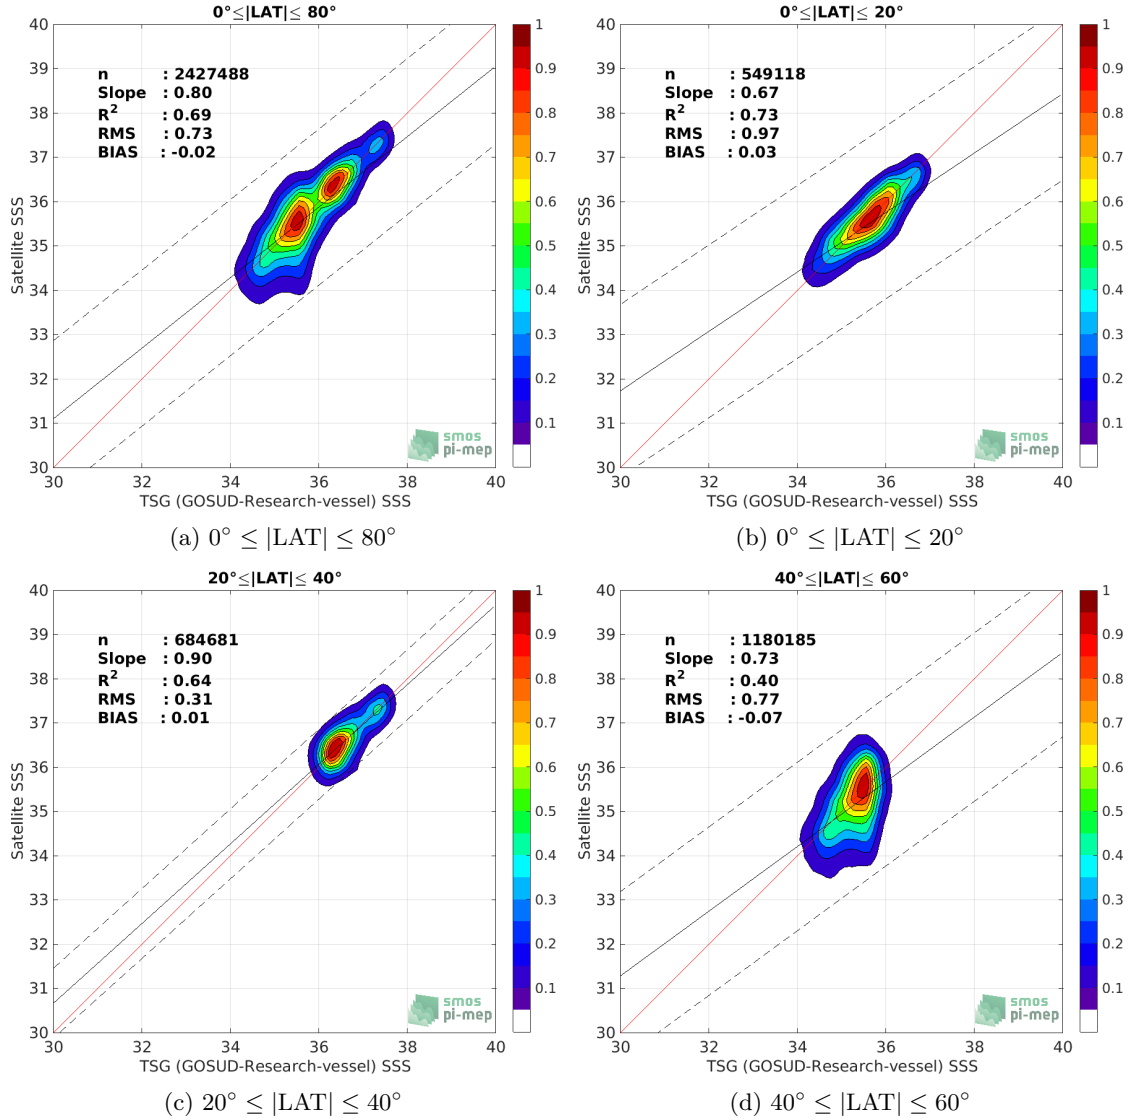 0°≤|LAT|≤ 80°
40
39
38
37
36
35
34
33
32
31
30
Satellite SSS
n : 2427488
Slope : 0.80
R² : 0.69
RMS : 0.73
BIAS : -0.02
smos
pi-mep
30 32 34 36 38 40
TSG (GOSUD-Research-vessel) SSS
1
0.9
0.8
0.7
0.6
0.5
0.4
0.3
0.2
0.1
(a) 0° ≤ |LAT| ≤ 80°
0°≤|LAT|≤ 20°
40
39
38
37
36
35
34
33
32
31
30
Satellite SSS
n : 549118
Slope : 0.67
R² : 0.73
RMS : 0.97
BIAS : 0.03
smos
pi-mep
30 32 34 36 38 40
TSG (GOSUD-Research-vessel) SSS
1
0.9
0.8
0.7
0.6
0.5
0.4
0.3
0.2
0.1
(b) 0° ≤ |LAT| ≤ 20°
20°≤|LAT|≤ 40°
40
39
38
37
36
35
34
33
32
31
30
Satellite SSS
n : 684681
Slope : 0.90
R² : 0.64
RMS : 0.31
BIAS : 0.01
smos
pi-mep
30 32 34 36 38 40
TSG (GOSUD-Research-vessel) SSS
1
0.9
0.8
0.7
0.6
0.5
0.4
0.3
0.2
0.1
(c) 20° ≤ |LAT| ≤ 40°
40°≤|LAT|≤ 60°
40
39
38
37
36
35
34
33
32
31
30
Satellite SSS
n : 1180185
Slope : 0.73
R² : 0.40
RMS : 0.77
BIAS : -0.07
smos
pi-mep
30 32 34 36 38 40
TSG (GOSUD-Research-vessel) SSS
1
0.9
0.8
0.7
0.6
0.5
0.4
0.3
0.2
0.1
(d) 40° ≤ |LAT| ≤ 60°